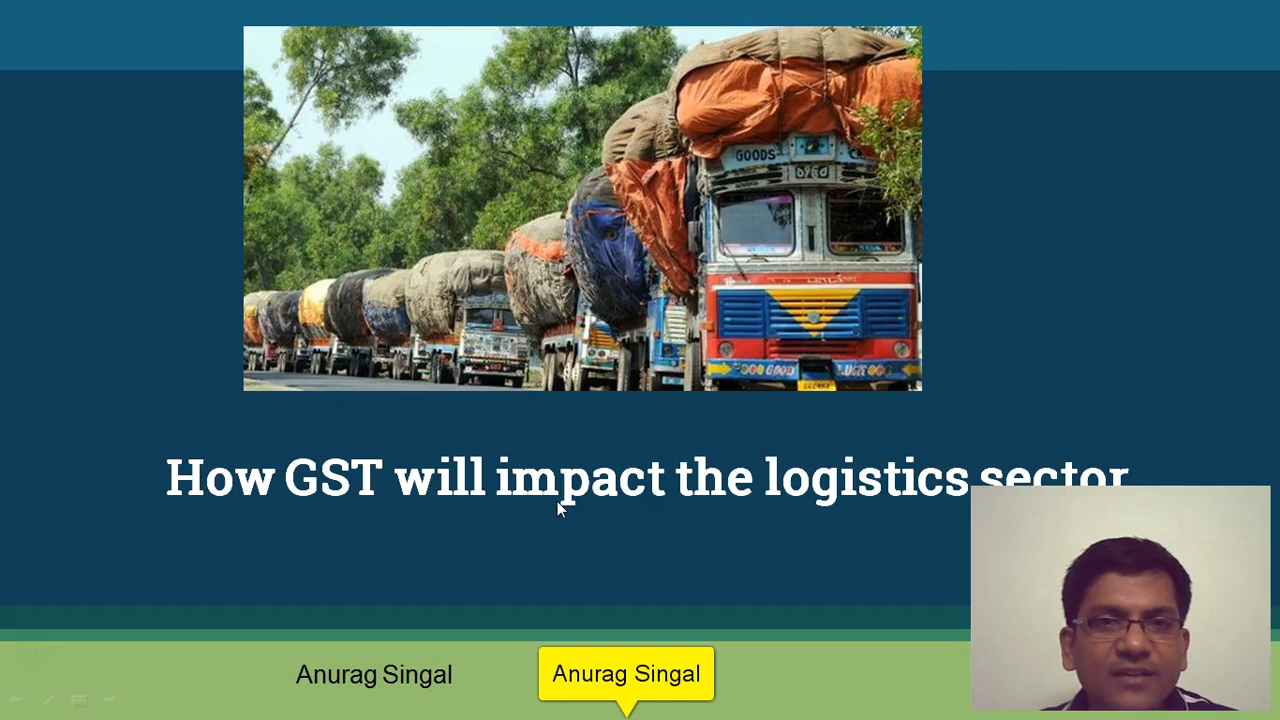 GOODS
How GST will impact the logistics sector
Anurag Singal
Anurag Singal